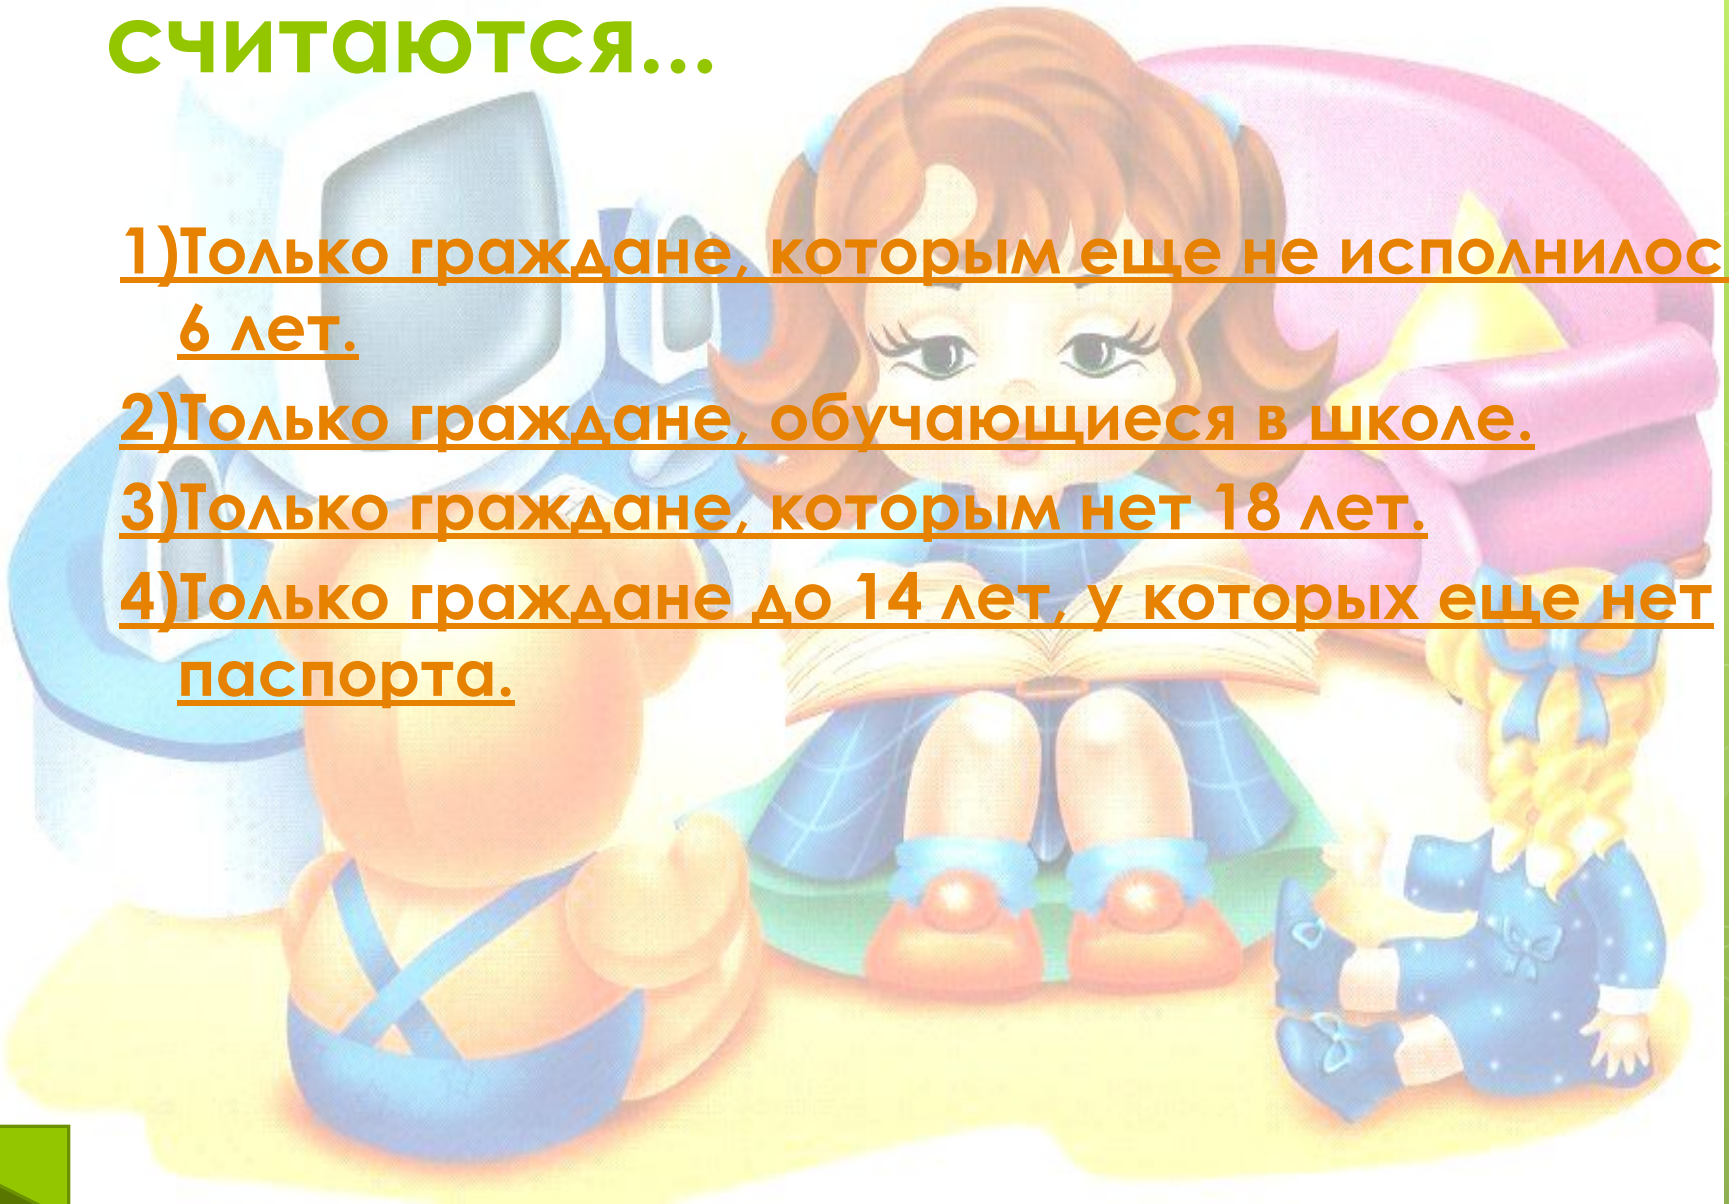 считаются...
1)Только граждане, которым еще не исполнилос
6 лет.
2)Только граждане, обучающиеся в школе.
3)Только граждане, которым нет 18 лет.
4)Только граждане до 14 лет, у которых еще нет
паспорта.